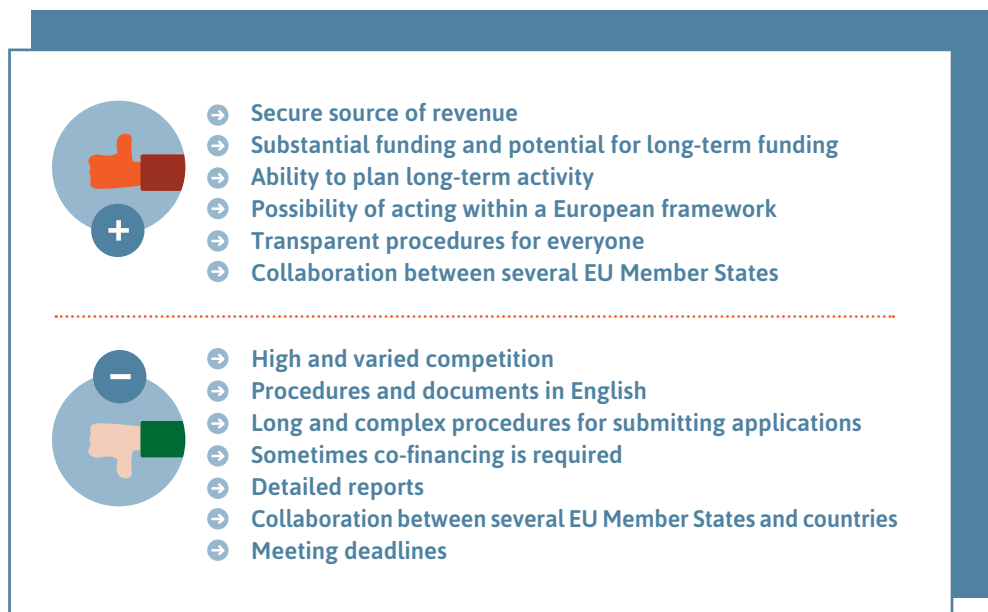 Secure source of revenue
Substantial funding and potential for long-term funding
Ability to plan long-term activity
Possibility of acting within a European framework
Transparent procedures for everyone
Collaboration between several EU Member States
High and varied competition
Procedures and documents in English
Long and complex procedures for submitting applications
Sometimes co-financing is required
Detailed reports
Collaboration between several EU Member States and countries
Meeting deadlines